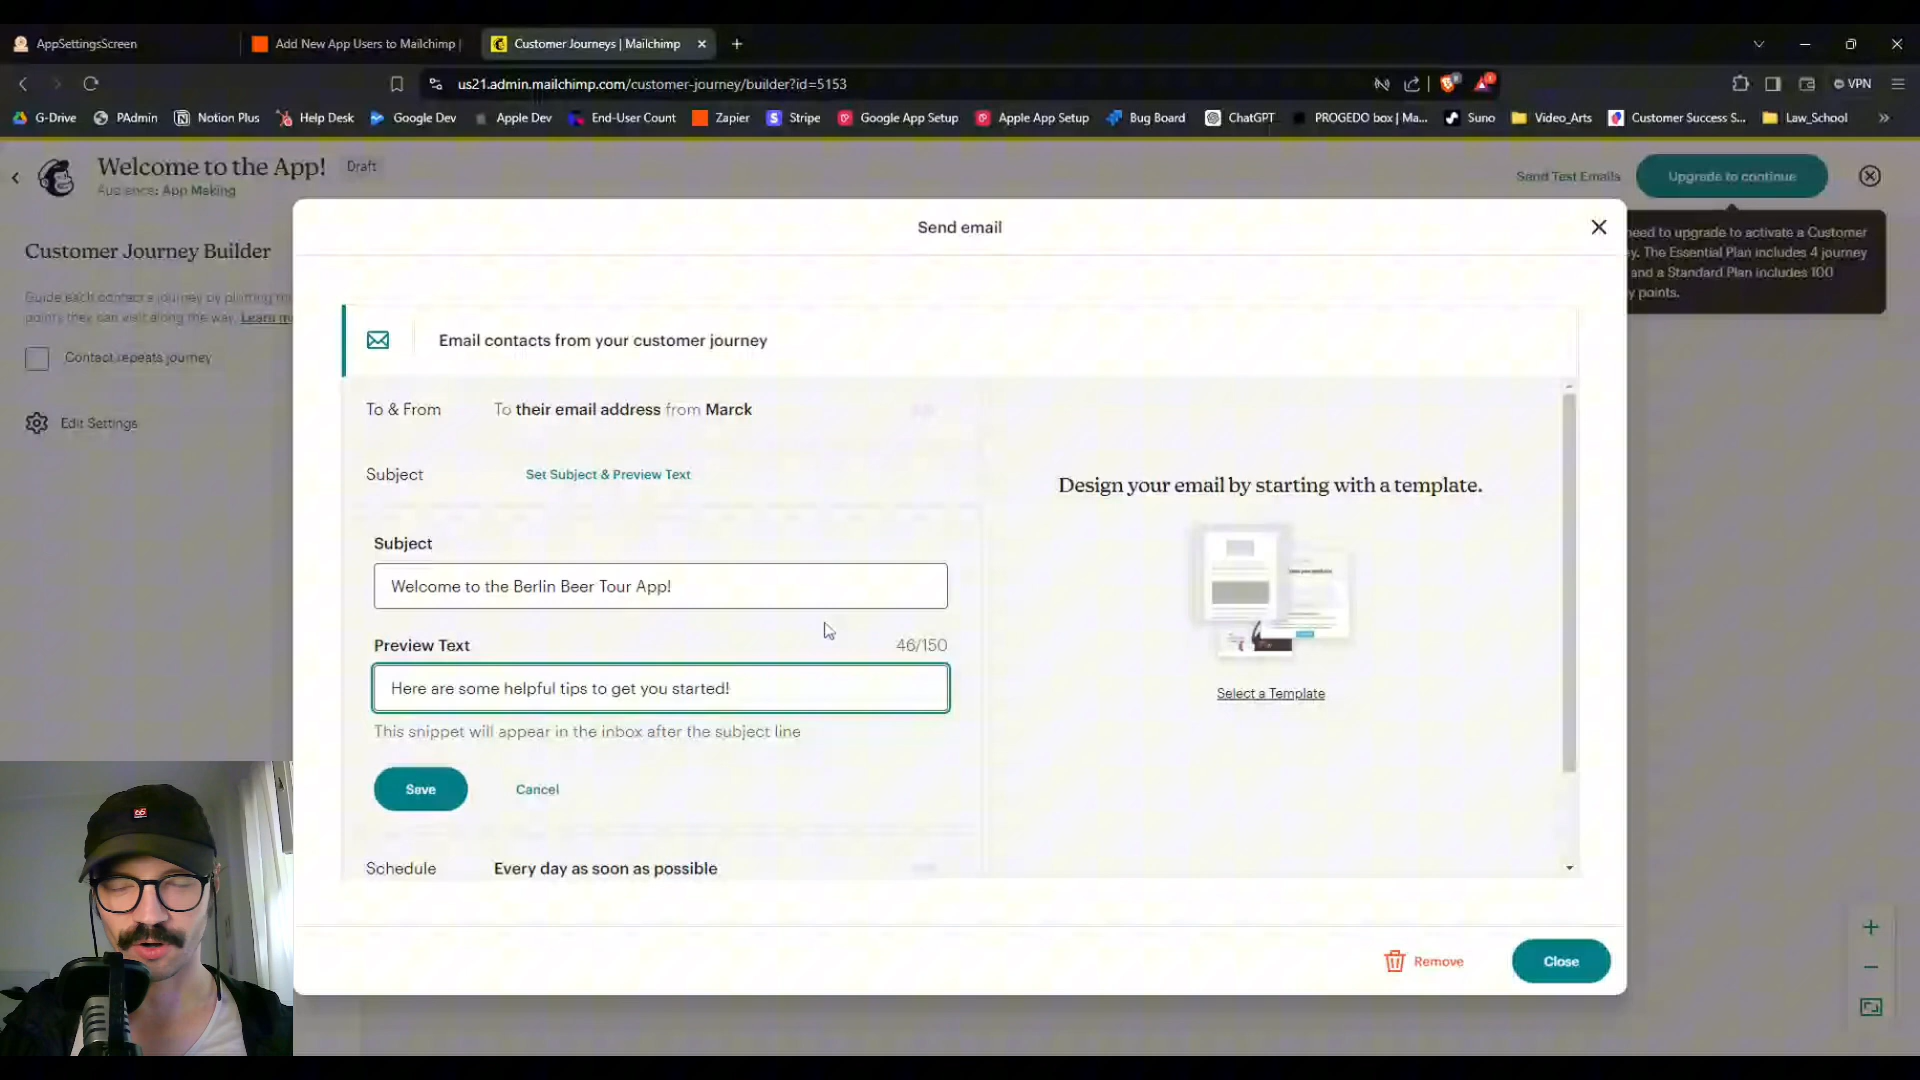 AppSettingsScreen
Add New App Users to Mailchimp |
Customer Journeys | Mailchimp
us21.admin.mailchimp.com/customer-journey/builder?id=5153
VPN
G-Drive
PAdmin
Notion Plus
Help Desk
Google Dev
Apple Dev
End-User Count
Zapier
Stripe
Google App Setup
Apple App Setup
Bug Board
ChatGPT
PROGEDO box | Ma...
Suno
Video_Arts
Customer Success S...
Law_School
Welcome to the App!
Draft
Audience: App Making
Send Test Emails
Upgrade to continue
need to upgrade to activate a Customer
y. The Essential Plan includes 4 journey
and a Standard Plan includes 100
y points.
Customer Journey Builder
Guide each contact's journey by plotting the
points they can visit along the way. Learn m
Contact repeats journey
Edit Settings
Send email
Email contacts from your customer journey
To & From
To their email address from Marck
Subject
Set Subject & Preview Text
Subject
Welcome to the Berlin Beer Tour App!
Preview Text
46/150
Here are some helpful tips to get you started!
This snippet will appear in the inbox after the subject line
Save
Cancel
Schedule
Every day as soon as possible
Design your email by starting with a template.
Select a Template
Remove
Close